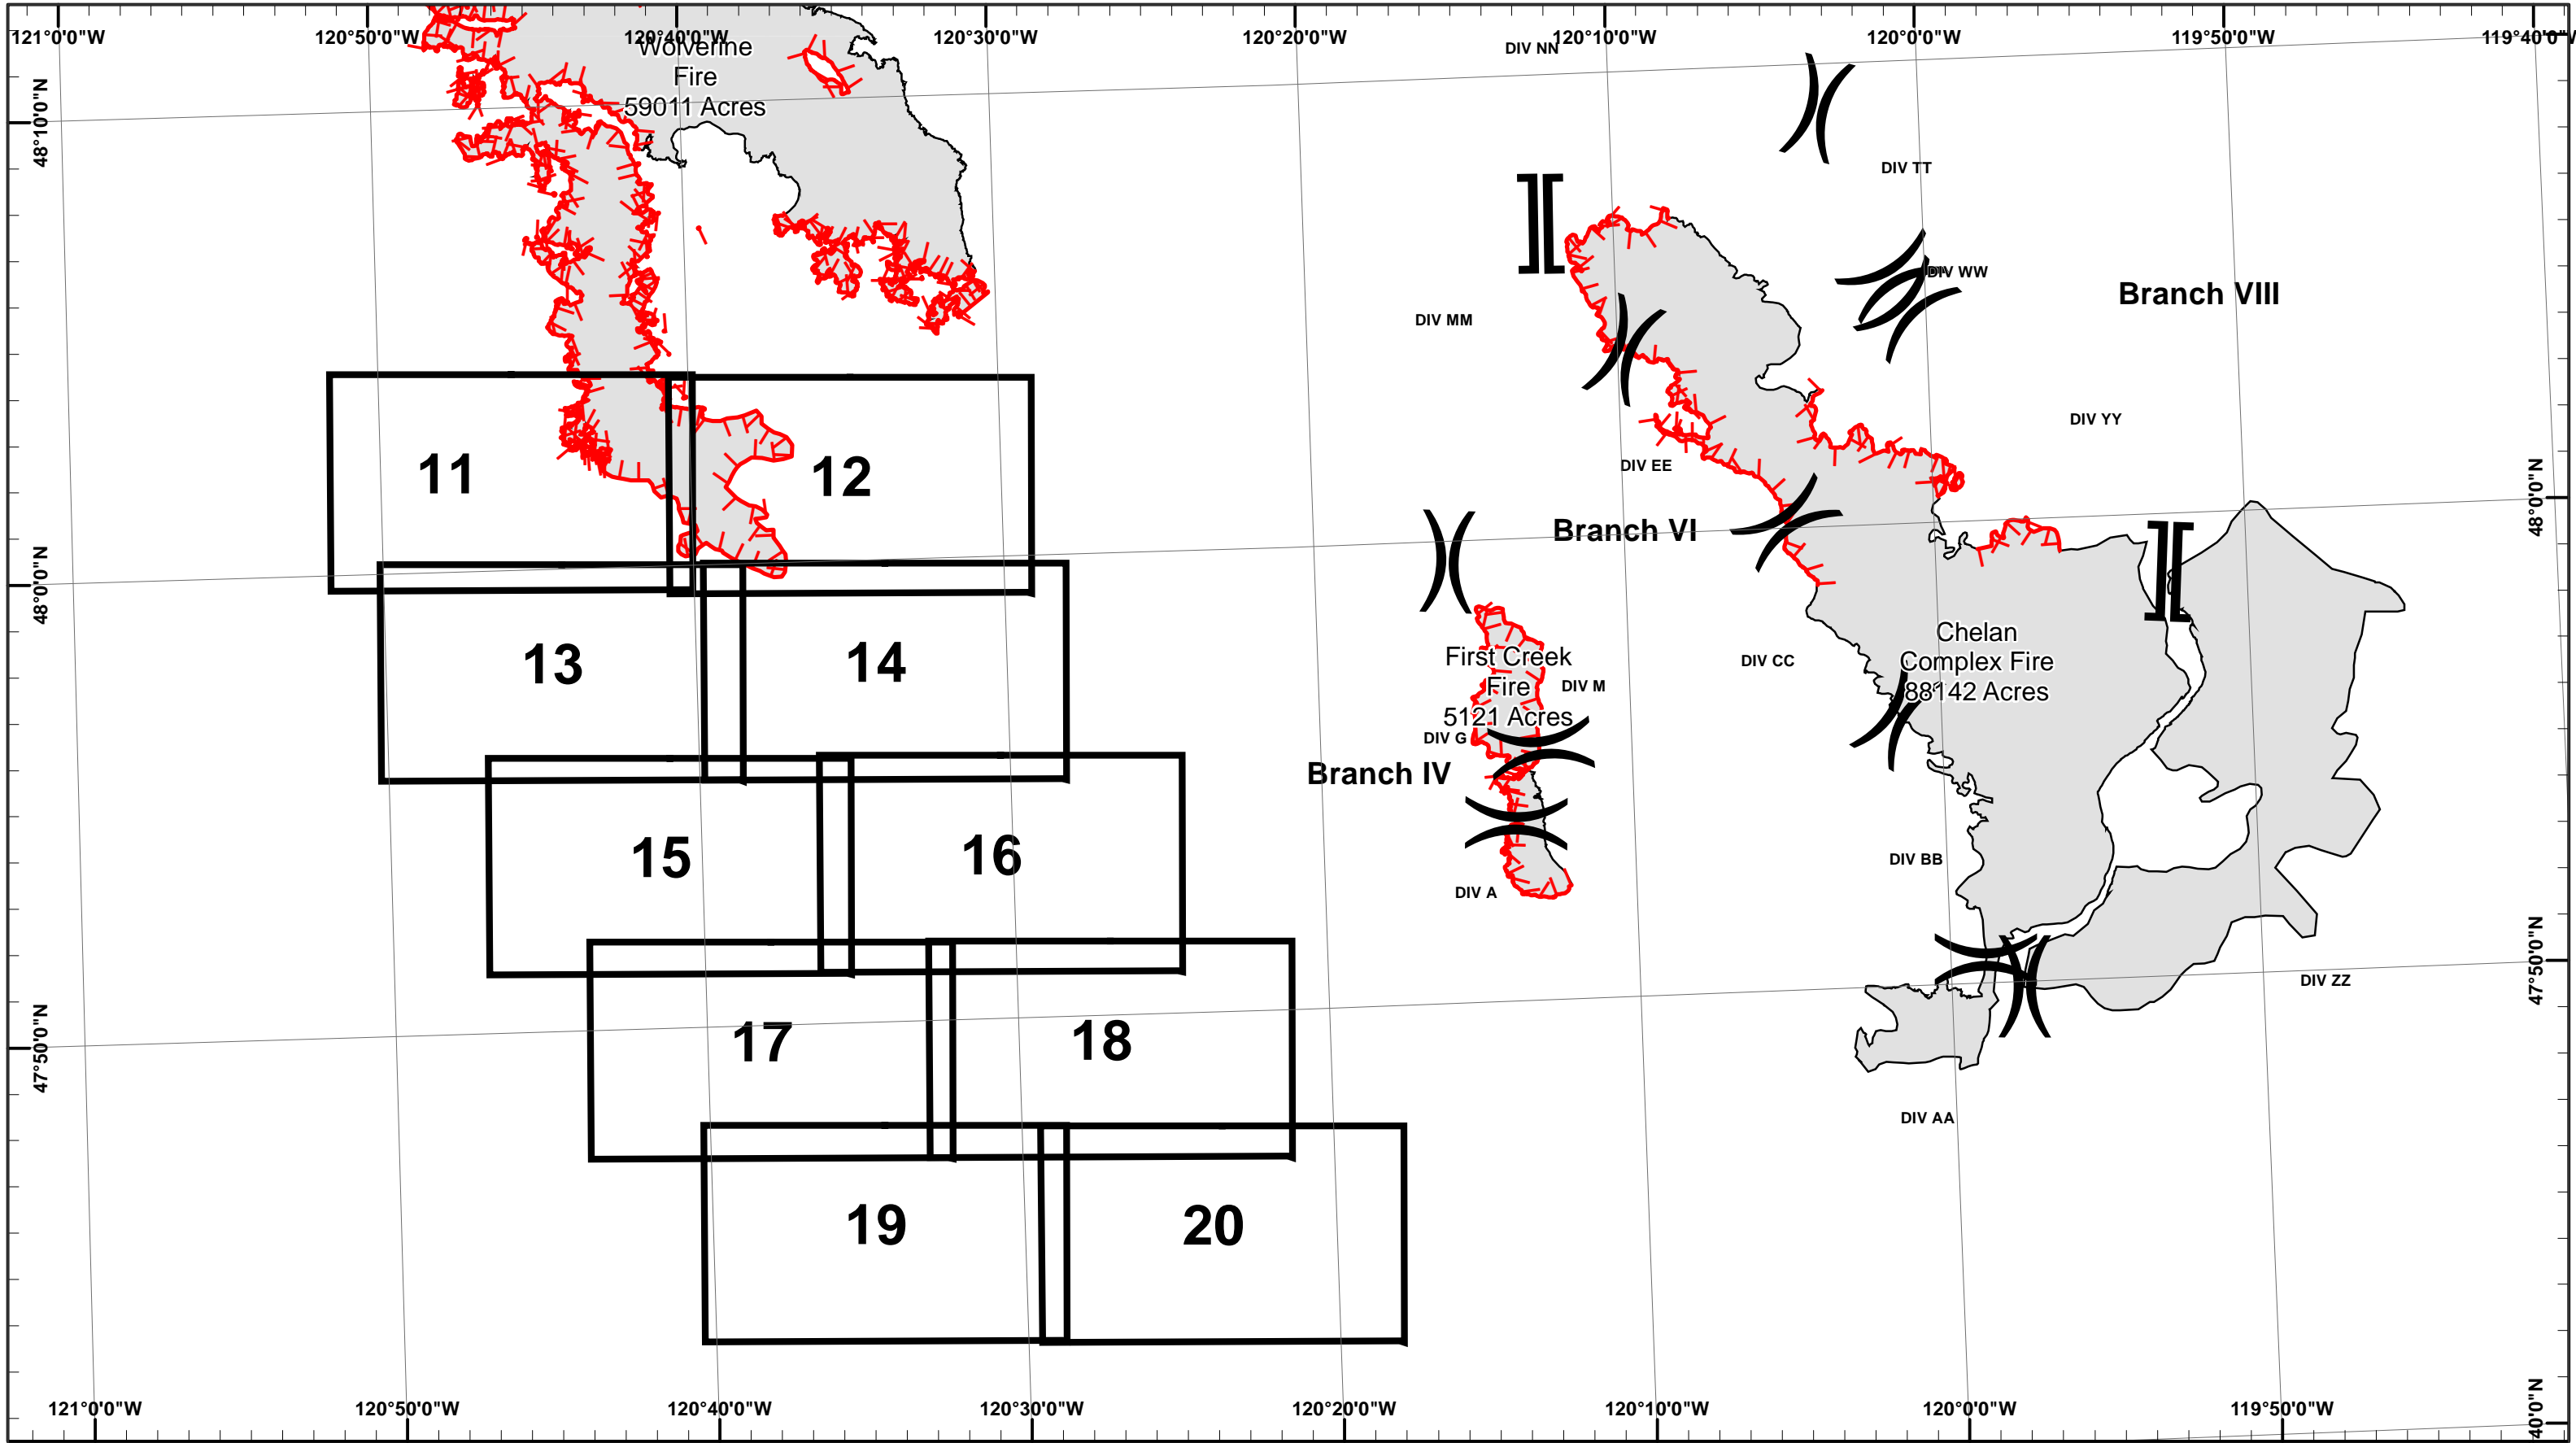 121°0'0"W
120°50'0"W
120°40'0"W
120°30'0"W
120°20'0"W
120°10'0"W
120°0'0"W
119°50'0"W
119°40'0"W
Wolverine
Fire
59011 Acres
DIV NN
48°10'0"N
DIV TT
DIV WW
Branch VIII
DIV MM
DIV YY
11
12
DIV EE
48°0'0"N
Branch VI
48°0'0"N
Chelan
Complex Fire
88142 Acres
First Creek
Fire
5121 Acres
DIV CC
DIV M
13
14
DIV G
Branch IV
15
16
DIV BB
DIV A
47°50'0"N
DIV ZZ
17
18
47°50'0"N
DIV AA
19
20
40'0"N
121°0'0"W
120°50'0"W
120°40'0"W
120°30'0"W
120°20'0"W
120°10'0"W
120°0'0"W
119°50'0"W